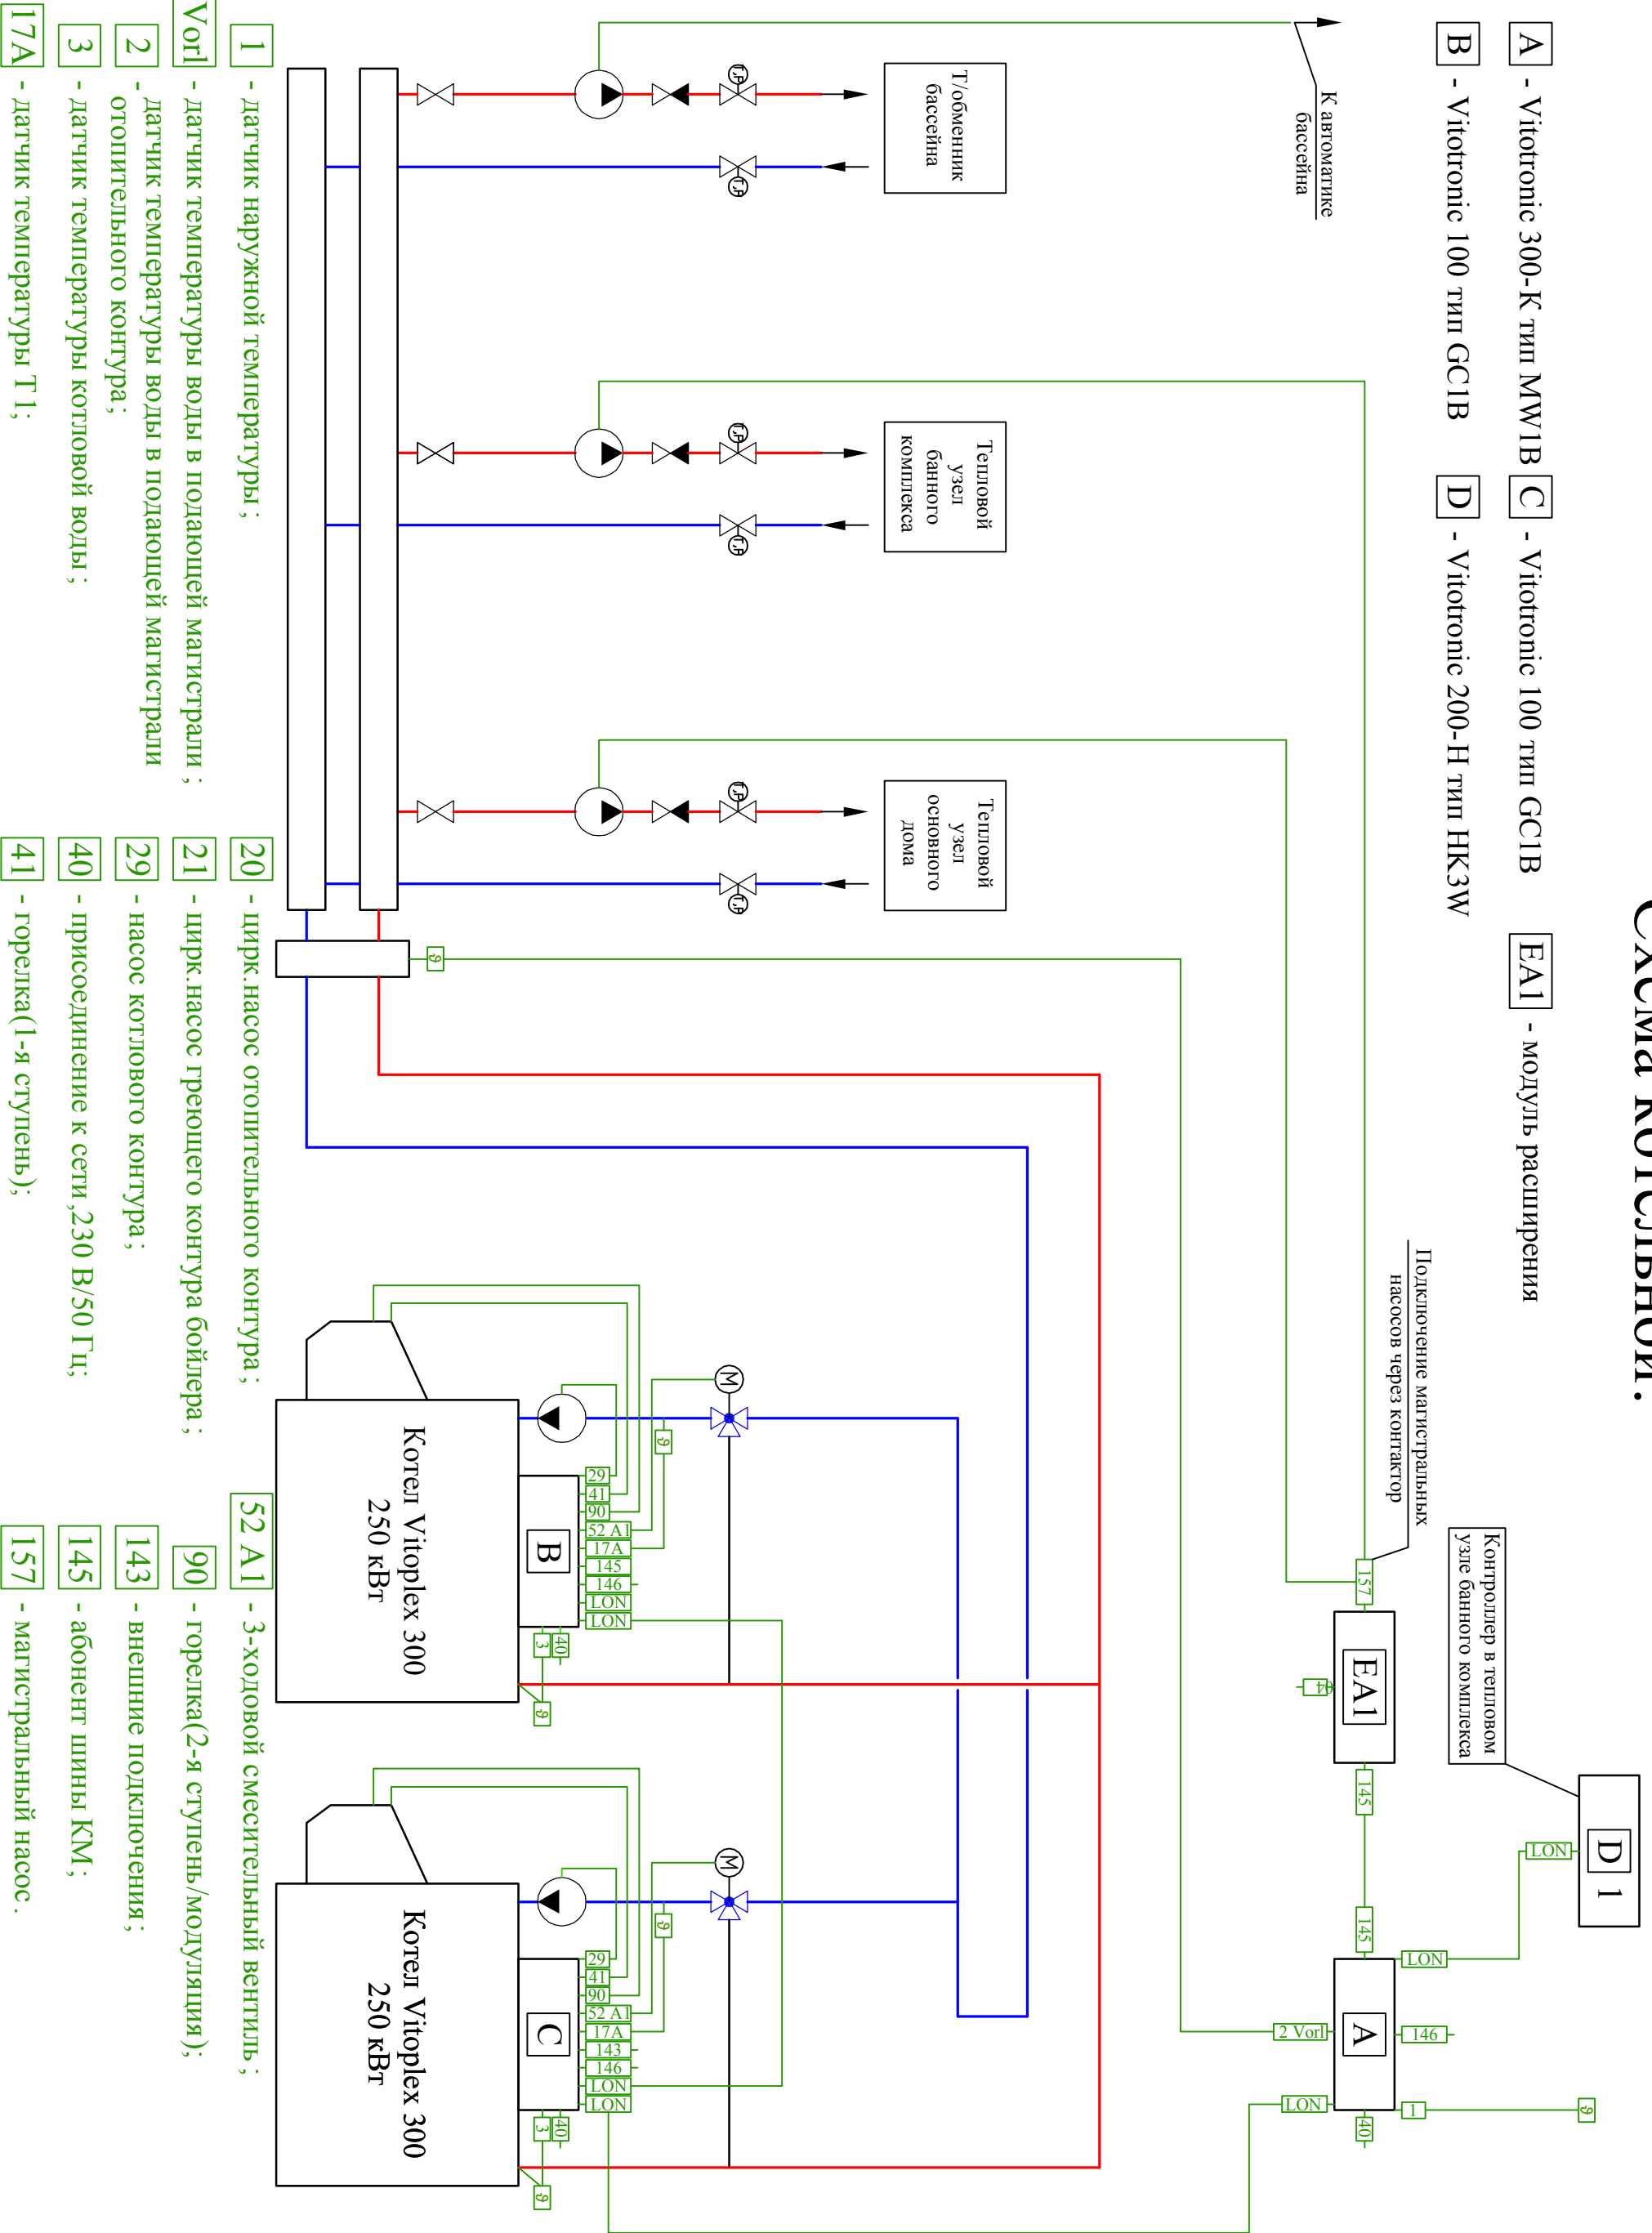 Схема котельной.
A - Vitotronic 300-K тип MW1B
C - Vitotronic 100 тип GC1B
EA1 - модуль расширения
B - Vitotronic 100 тип GC1B
D - Vitotronic 200-H тип HK3W
К автоматике
бассейна
Подключение магистральных
насосов через контактор
Контроллер в тепловом
узле банного комплекса
D 1
LON
157
EA1
40
145
145
A
LON
146
1
ϑ
40
2 Vorl
LON
Т/обменник
бассейна
Тепловой
узел
банного
комплекса
Тепловой
узел
основного
дома
T,P
T,P
T,P
T,P
T,P
T,P
ϑ
M
ϑ
29
41
90
52 A1
17A
145
146
LON
LON
B
3
40
ϑ
Котел Vitoplex 300
250 кВт
M
ϑ
29
41
90
52 A1
17A
143
146
LON
LON
C
3
40
ϑ
Котел Vitoplex 300
250 кВт
1 - датчик наружной температуры ;
Vorl - датчик температуры воды в подающей магистрали ;
2 - датчик температуры воды в подающей магистрали
отопительного контура ;
3 - датчик температуры котловой воды ;
17A - датчик температуры Т 1;
20 - цирк.насос отопительного контура ;
21 - цирк.насос греющего контура бойлера ;
29 - насос котлового контура ;
40 - присоединение к сети ,230 В/50 Гц;
41 - горелка(1-я ступень);
52 A1 - 3-ходовой смесительный вентиль ;
90 - горелка(2-я ступень/модуляция);
143 - внешние подключения ;
145 - абонент шины КМ ;
157 - магистральный насос .